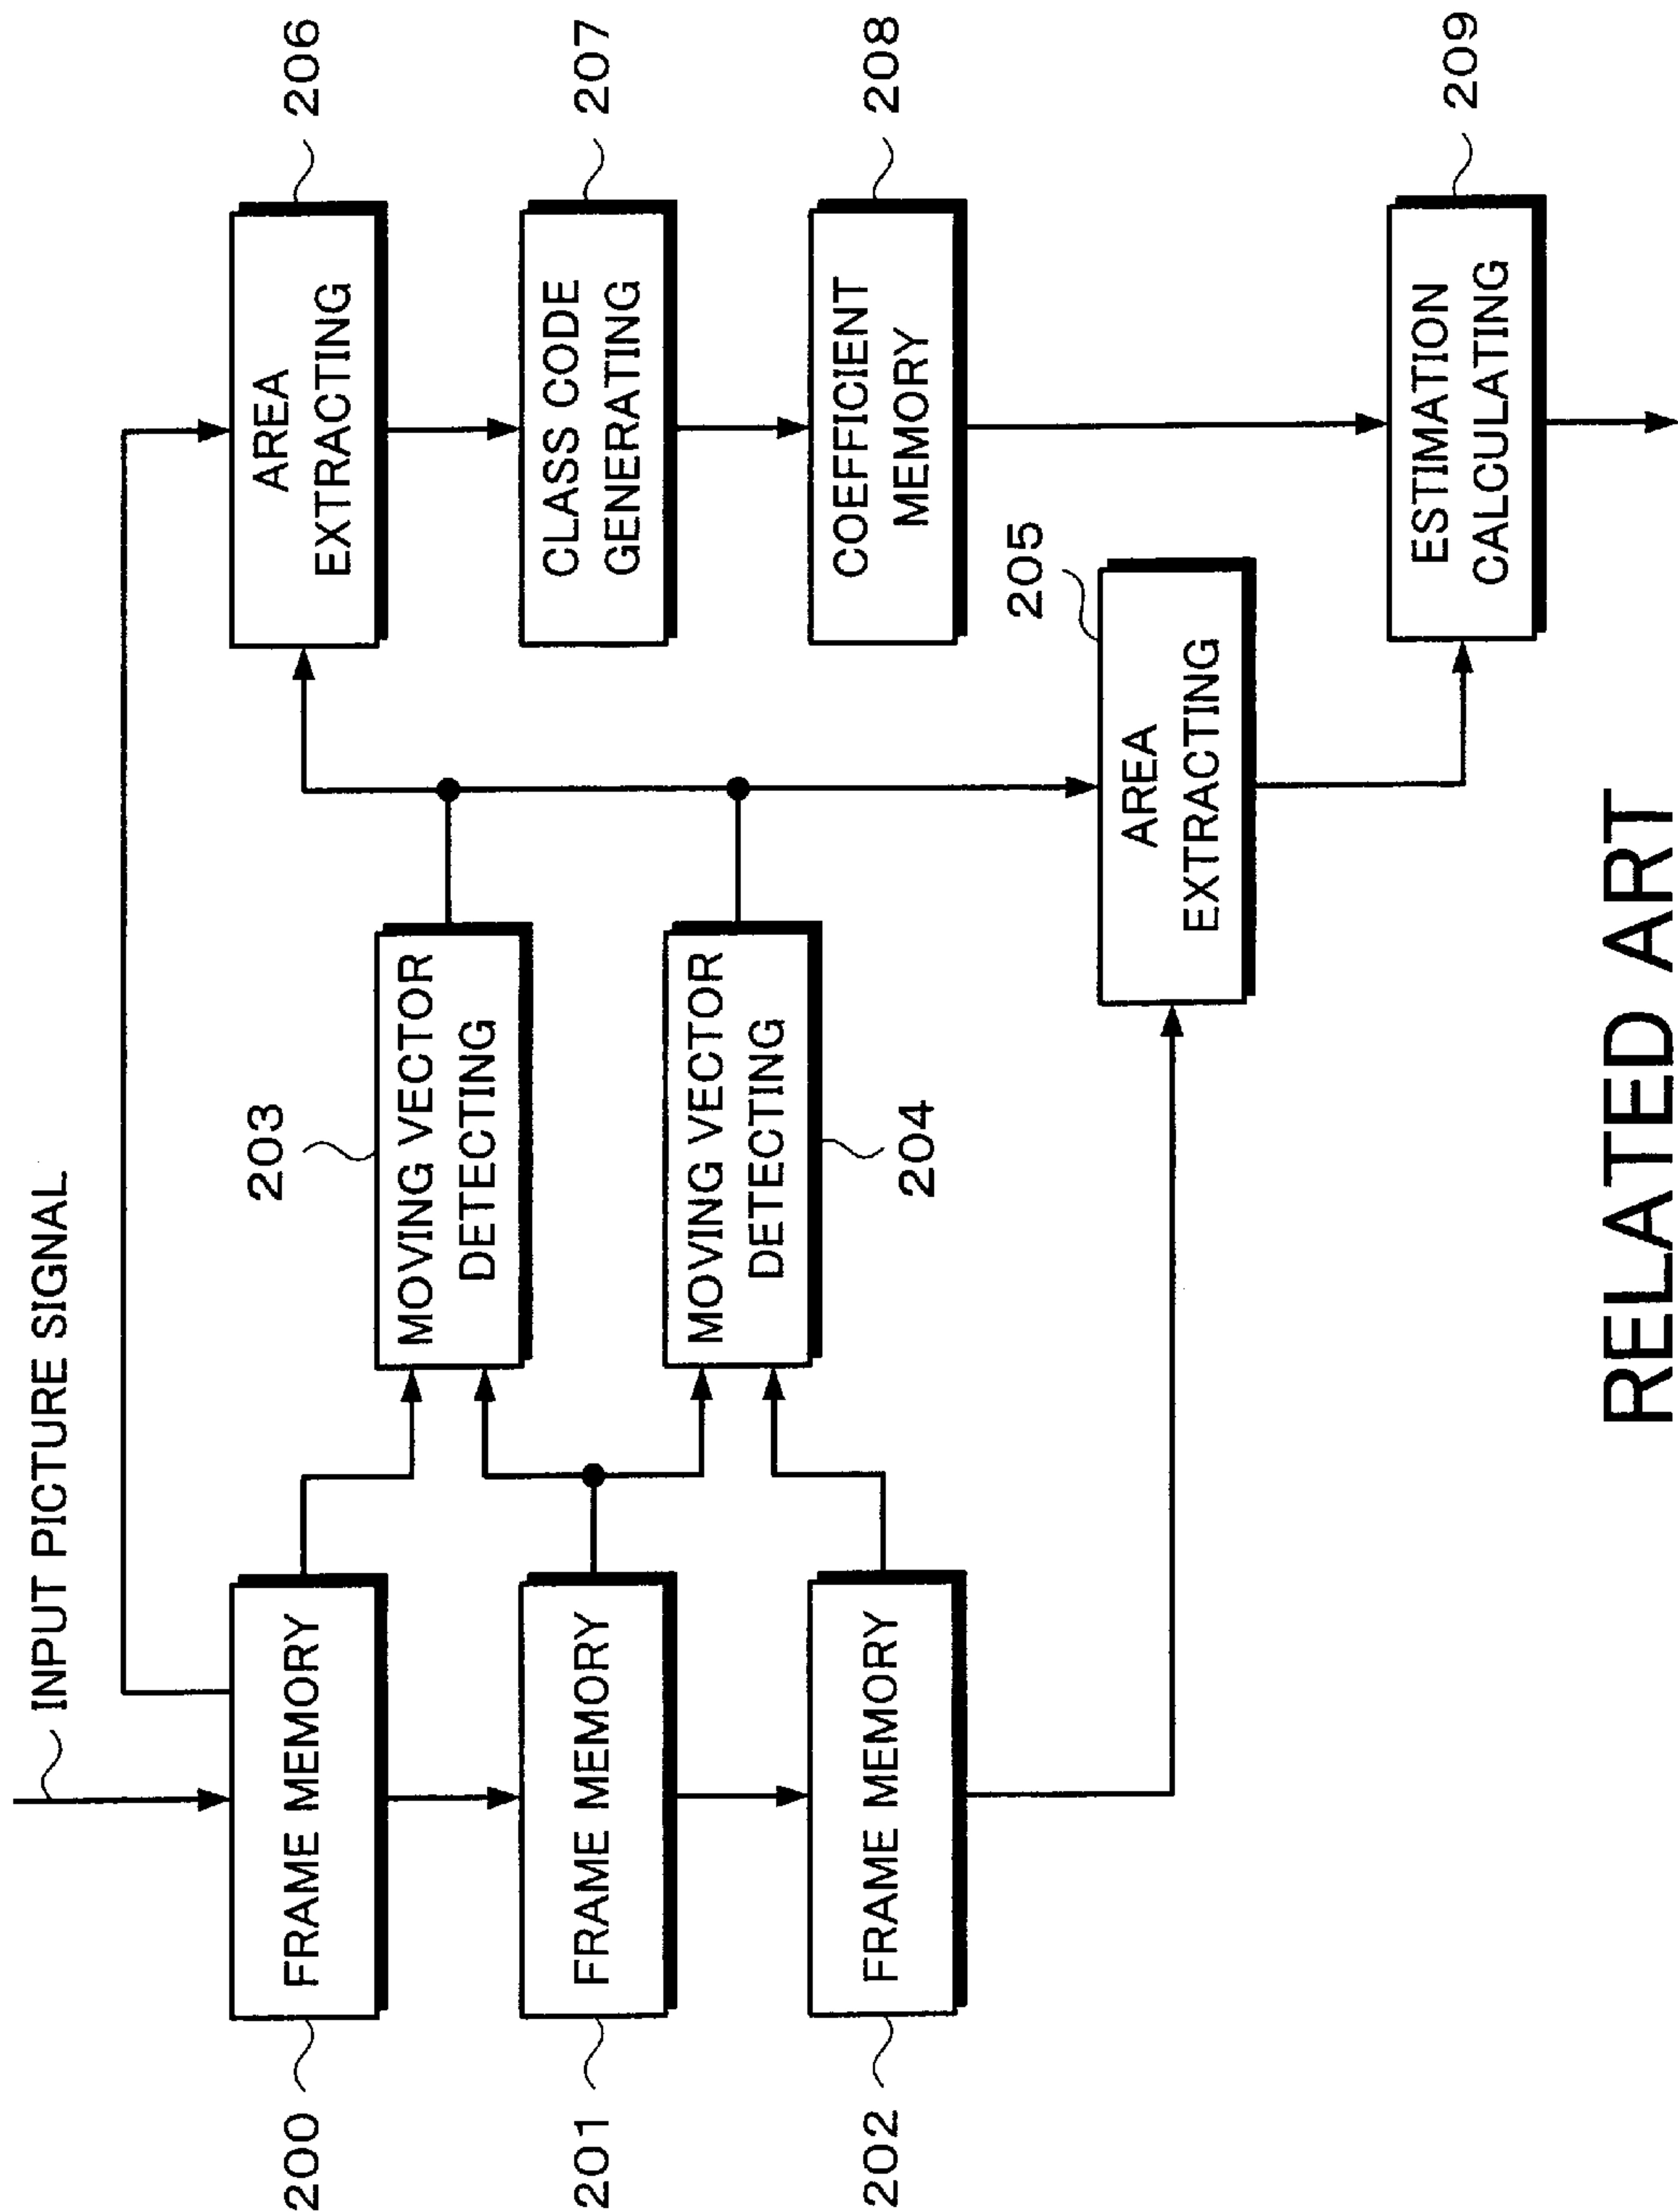 INPUT PICTURE SIGNAL
200
FRAME MEMORY
201
FRAME MEMORY
202
FRAME MEMORY
203
MOVING VECTOR
DETECTING
MOVING VECTOR
DETECTING
204
205
AREA
EXTRACTING
AREA
EXTRACTING
206
CLASS CODE
GENERATING
207
COEFFICIENT
MEMORY
208
ESTIMATION
CALCULATING
209
RELATED ART